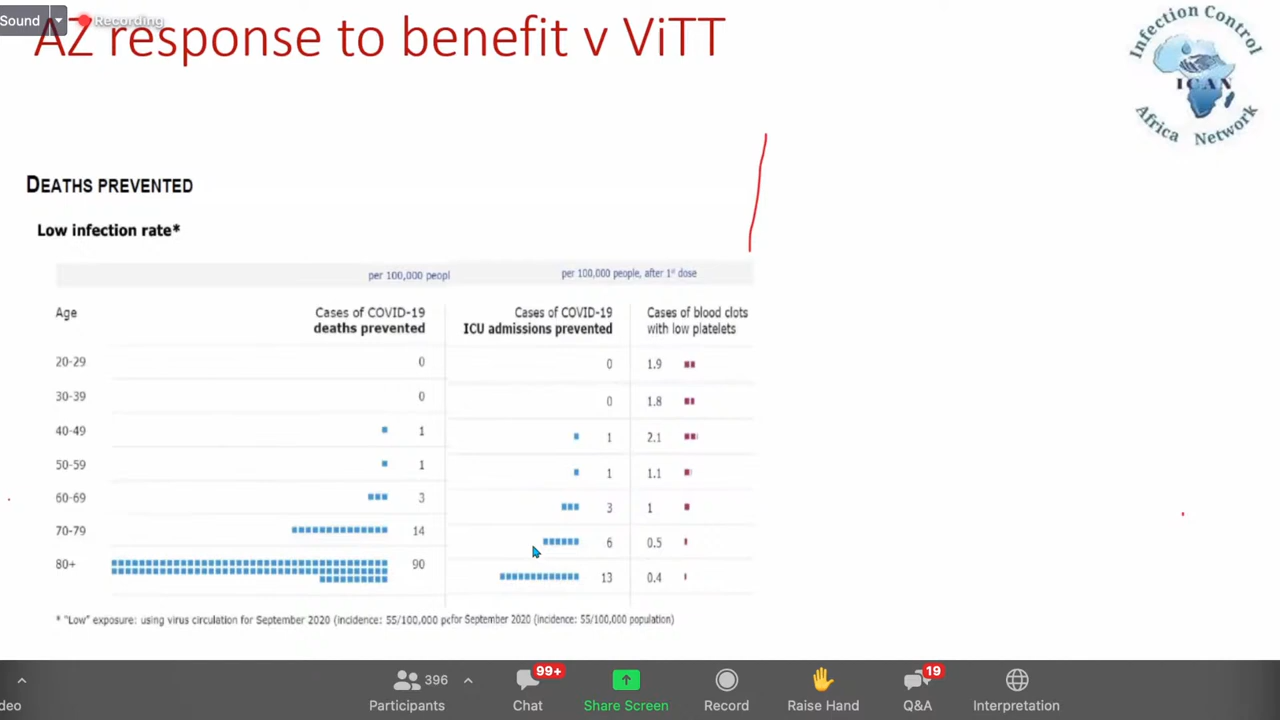 Sound
Recording
AZ response to benefit v ViTT
Infection Control
ICAN
Africa Network
DEATHS PREVENTED
Low infection rate*
per 100,000 peopl
per 100,000 people, after 1st dose
Age
Cases of COVID-19 deaths prevented
Cases of COVID-19 ICU admissions prevented
Cases of blood clots with low platelets
20-29 0 0 1.9
30-39 0 0 1.8
40-49 1 1 2.1
50-59 1 1 1.1
60-69 3 3 1
70-79 14 6 0.5
80+ 90 13 0.4
* "Low" exposure: using virus circulation for September 2020 (incidence: 55/100,000 pcfor September 2020 (incidence: 55/100,000 population)
deo
396
Participants
99+
Chat
Share Screen
Record
Raise Hand
19
Q&A
Interpretation